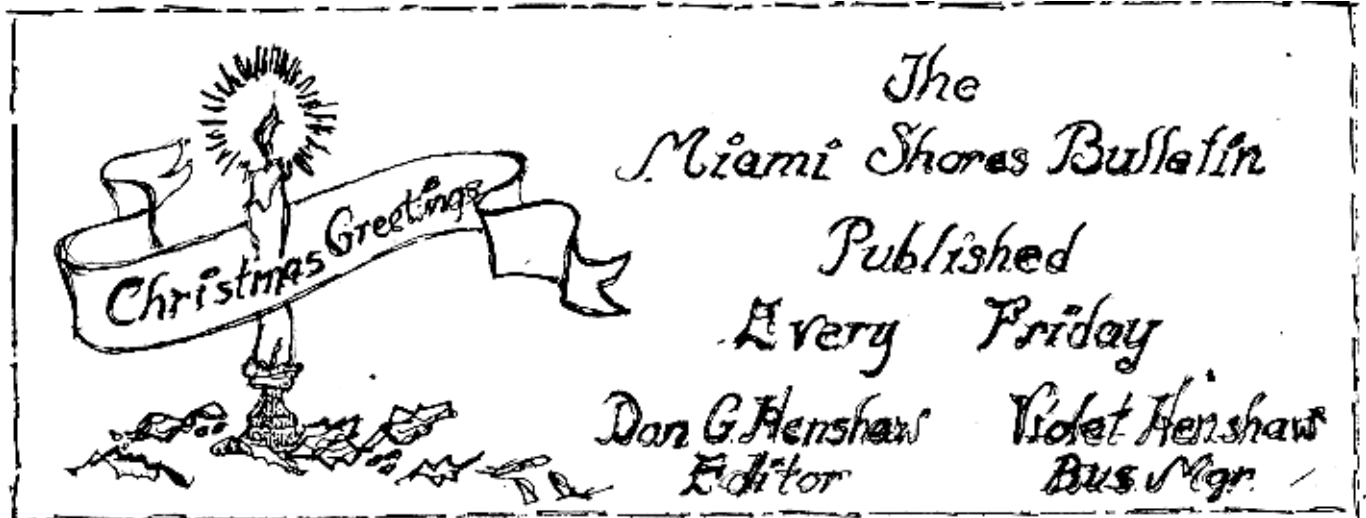 Christmas Greetings
The
Miami Shores Bulletin
Published
Every Friday
Don G. Henshaw Violet Henshaw
Editor Bus. Mgr.